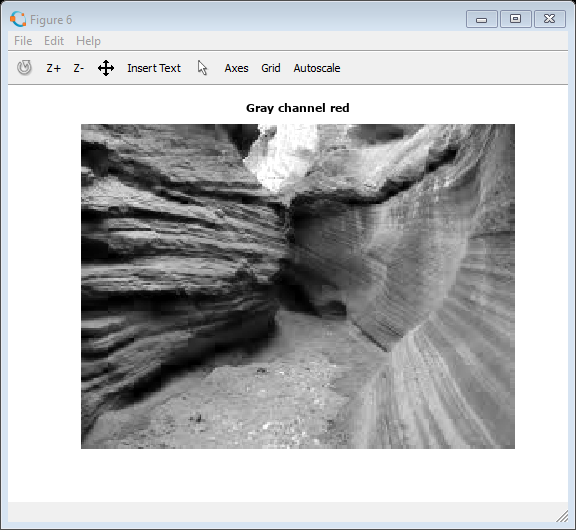 Figure 6
File Edit Help
Z+ Z- Insert Text Axes Grid Autoscale
Gray channel red